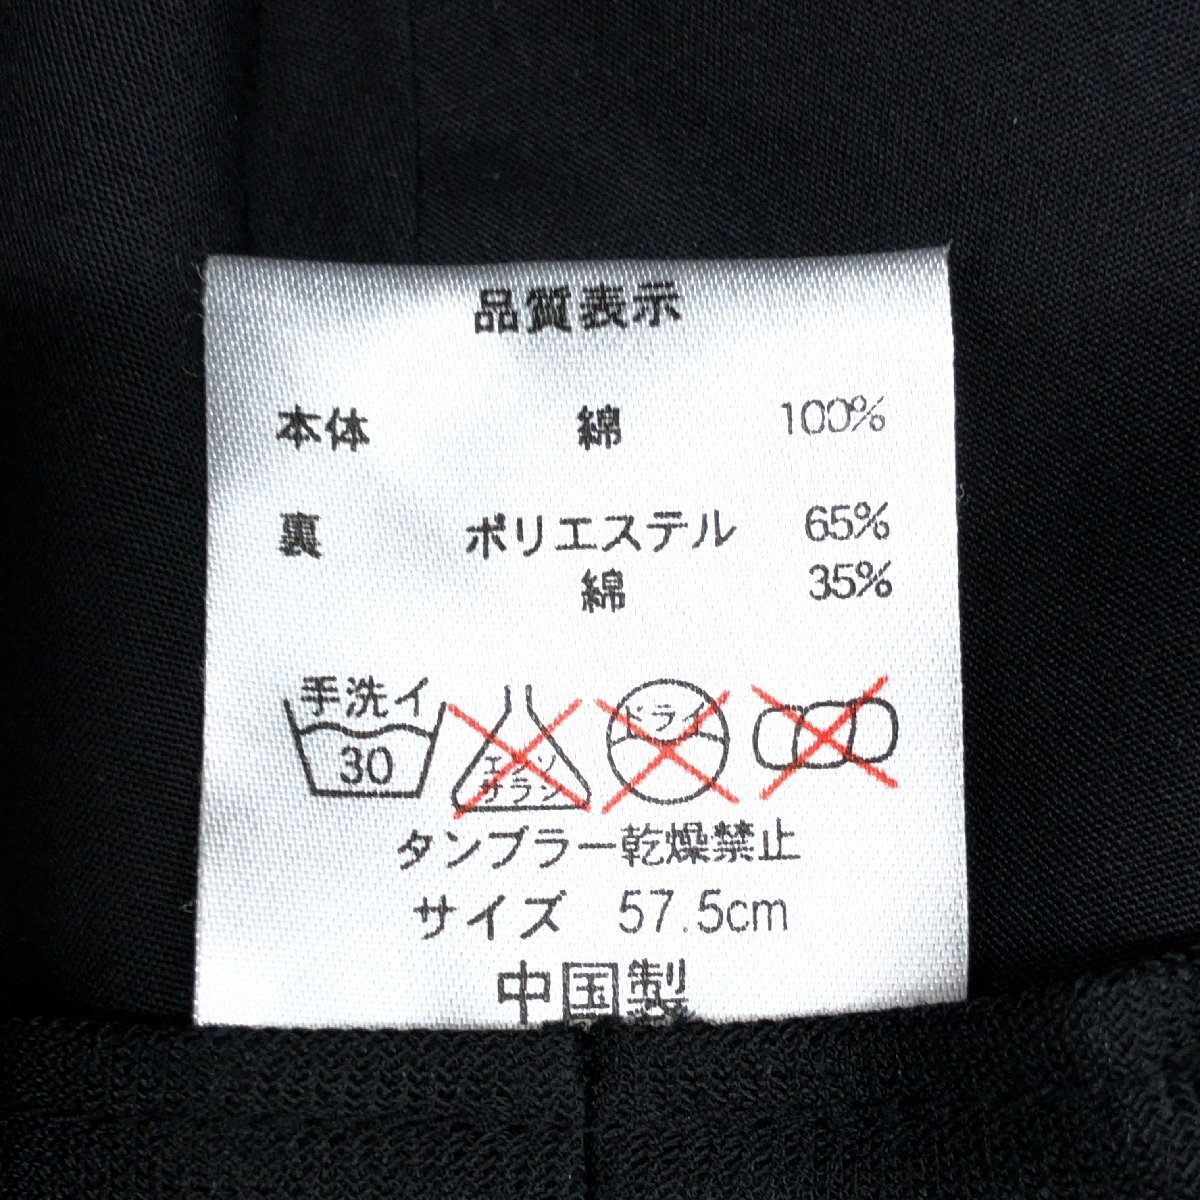 品質表示
本体 綿 100%
裏 ポリエステル 65%
綿 35%
手洗イ
30
エンソ
サラシ
ドライ
タンブラー乾燥禁止
サイズ 57.5cm
中国製